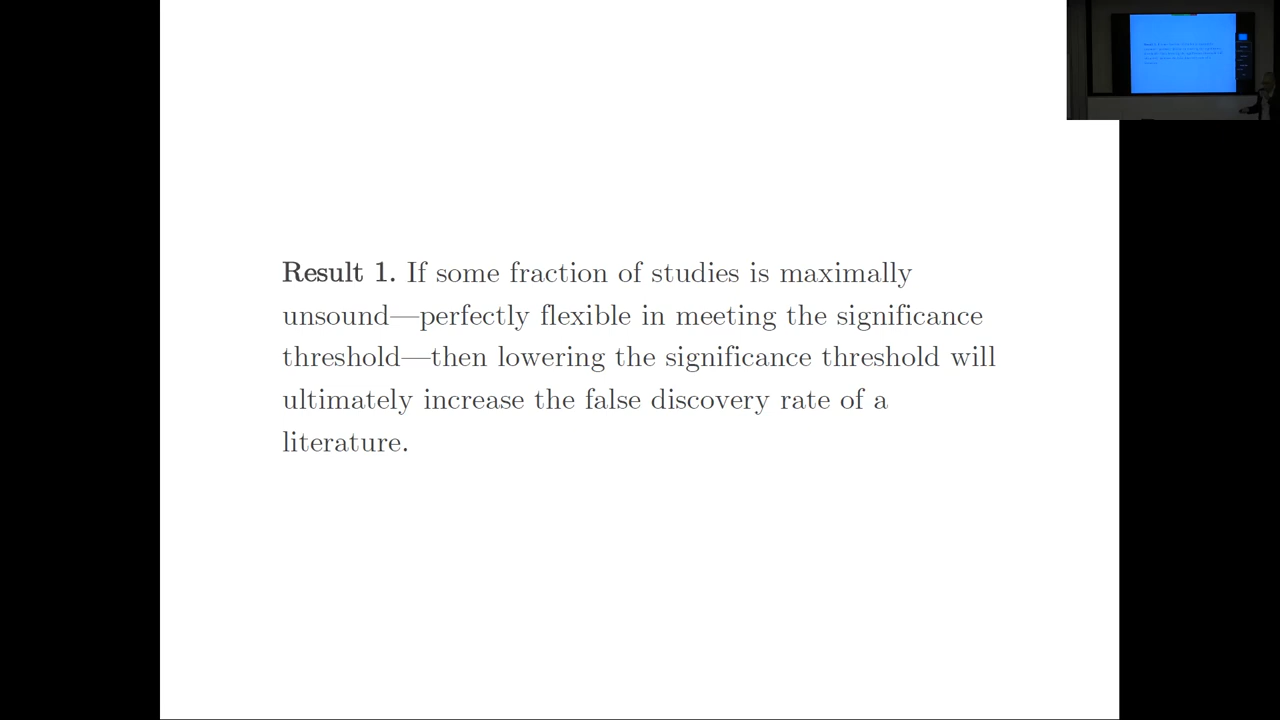 Result 1. If some fraction of studies is maximally
unsound—perfectly flexible in meeting the significance
threshold—then lowering the significance threshold will
ultimately increase the false discovery rate of a
literature.